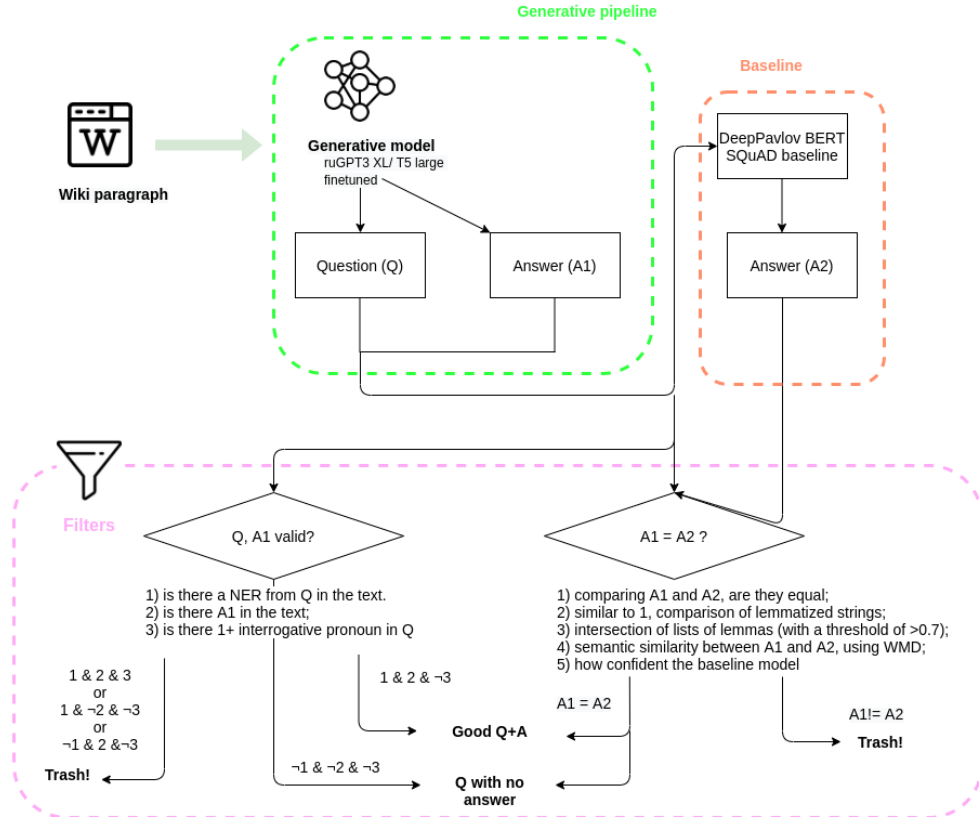 Generative pipeline
Baseline
W
Wiki paragraph
Generative model
ruGPT3 XL/ T5 large
finetuned
DeepPavlov BERT
SQuAD baseline
Question (Q)
Answer (A1)
Answer (A2)
Filters
Q, A1 valid?
A1 = A2 ?
1) is there a NER from Q in the text.
2) is there A1 in the text;
3) is there 1+ interrogative pronoun in Q
1) comparing A1 and A2, are they equal;
2) similar to 1, comparison of lemmatized strings;
3) intersection of lists of lemmas (with a threshold of >0.7);
4) semantic similarity between A1 and A2, using WMD;
5) how confident the baseline model
1 & 2 & 3
or
1 & ¬2 & ¬3
or
¬1 & 2 &¬3
Trash!
1 & 2 & ¬3
A1 = A2
Good Q+A
A1!= A2
Trash!
¬1 & ¬2 & ¬3
Q with no
answer